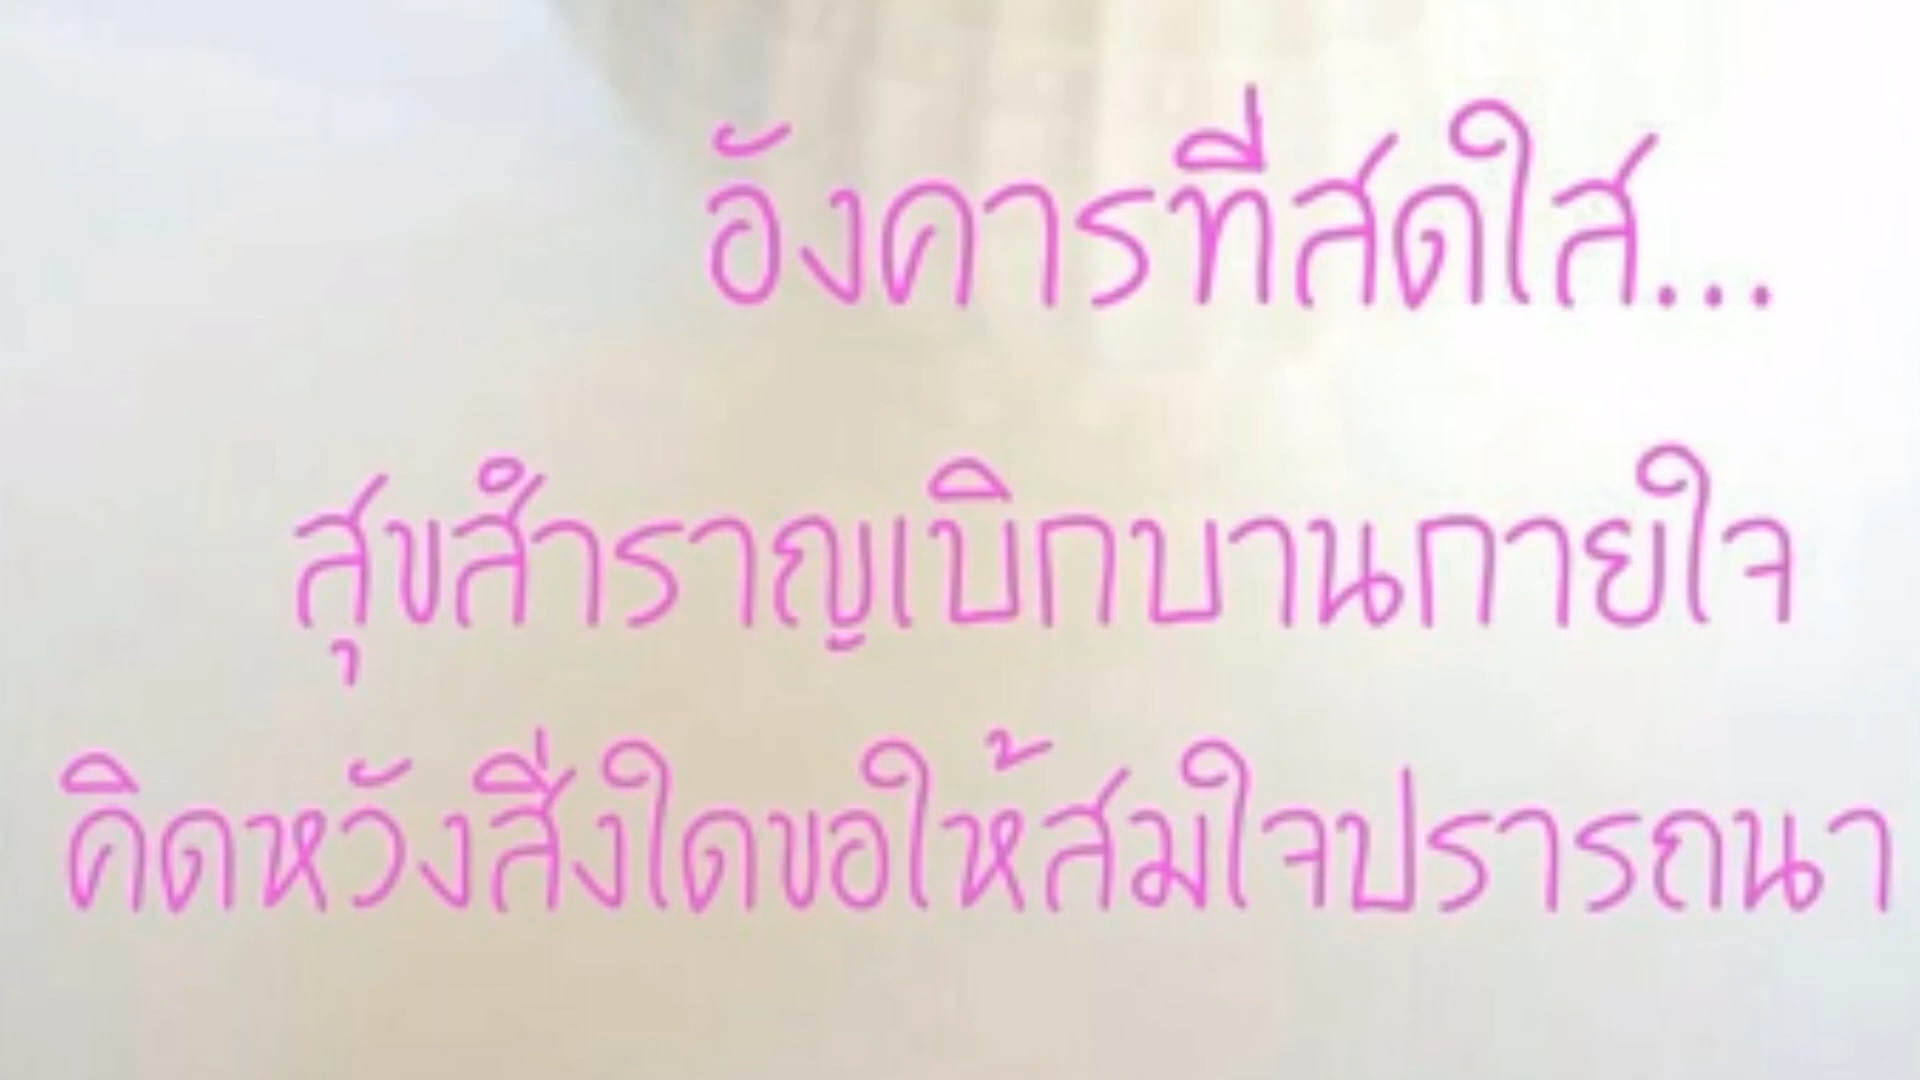 อังคารที่สดใส...
สุขสำราญเบิกบานกายใจ
คิดหวังสิ่งใดขอให้สมใจปรารถนา